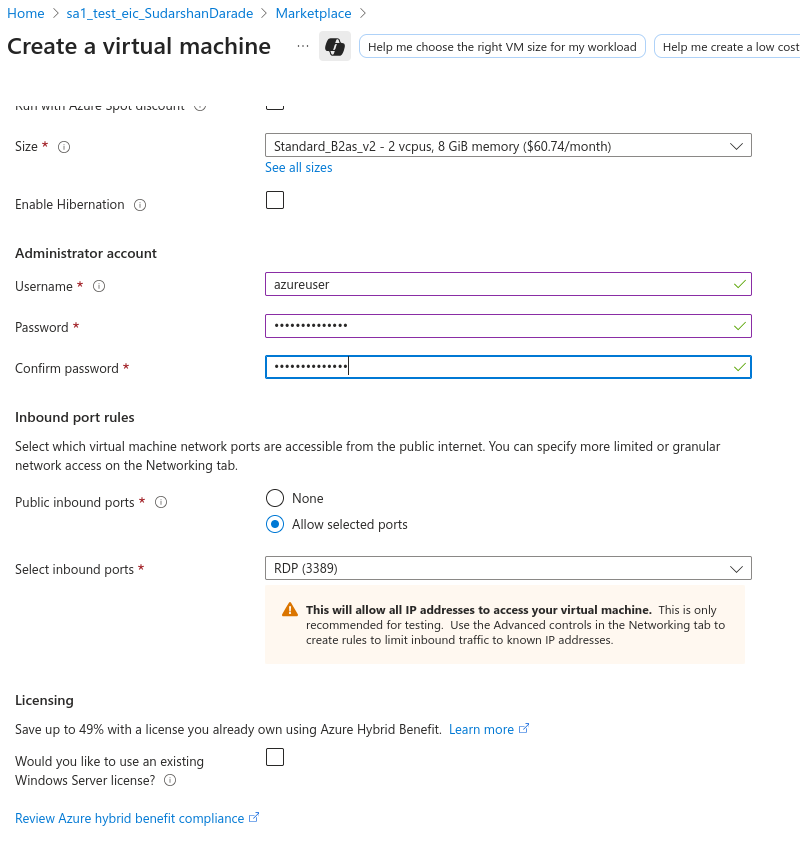 Home > sa1_test_eic_SudarshanDarade > Marketplace >
Create a virtual machine ... Help me choose the right VM size for my workload Help me create a low cost
Run with Azure Spot discount
Size * Standard_B2as_v2 - 2 vcpus, 8 GiB memory ($60.74/month)
See all sizes
Enable Hibernation
Administrator account
Username * azureuser
Password * ••••••••••••••
Confirm password * ••••••••••••••
Inbound port rules
Select which virtual machine network ports are accessible from the public internet. You can specify more limited or granular
network access on the Networking tab.
Public inbound ports * None
Allow selected ports
Select inbound ports * RDP (3389)
This will allow all IP addresses to access your virtual machine. This is only
recommended for testing. Use the Advanced controls in the Networking tab to
create rules to limit inbound traffic to known IP addresses.
Licensing
Save up to 49% with a license you already own using Azure Hybrid Benefit. Learn more
Would you like to use an existing
Windows Server license?
Review Azure hybrid benefit compliance